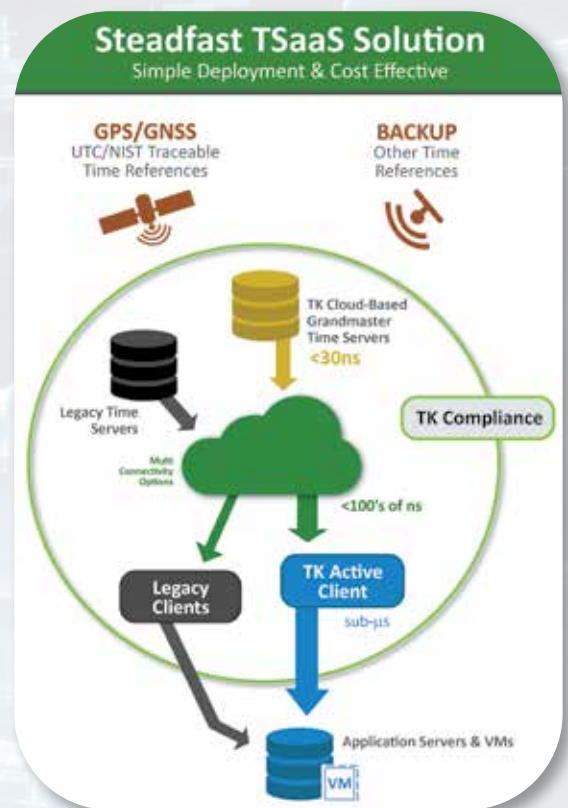 Steadfast TSaaS Solution
Simple Deployment & Cost Effective
GPS/GNSS
UTC/NIST Traceable
Time References
BACKUP
Other Time
References
TK Cloud-Based
Grandmaster
Time Servers
<30ns
Legacy Time
Servers
TK Compliance
Multi
Connectivity
Options
<100's of ns
Legacy
Clients
TK Active
Client
sub-µs
Application Servers & VMs
VM